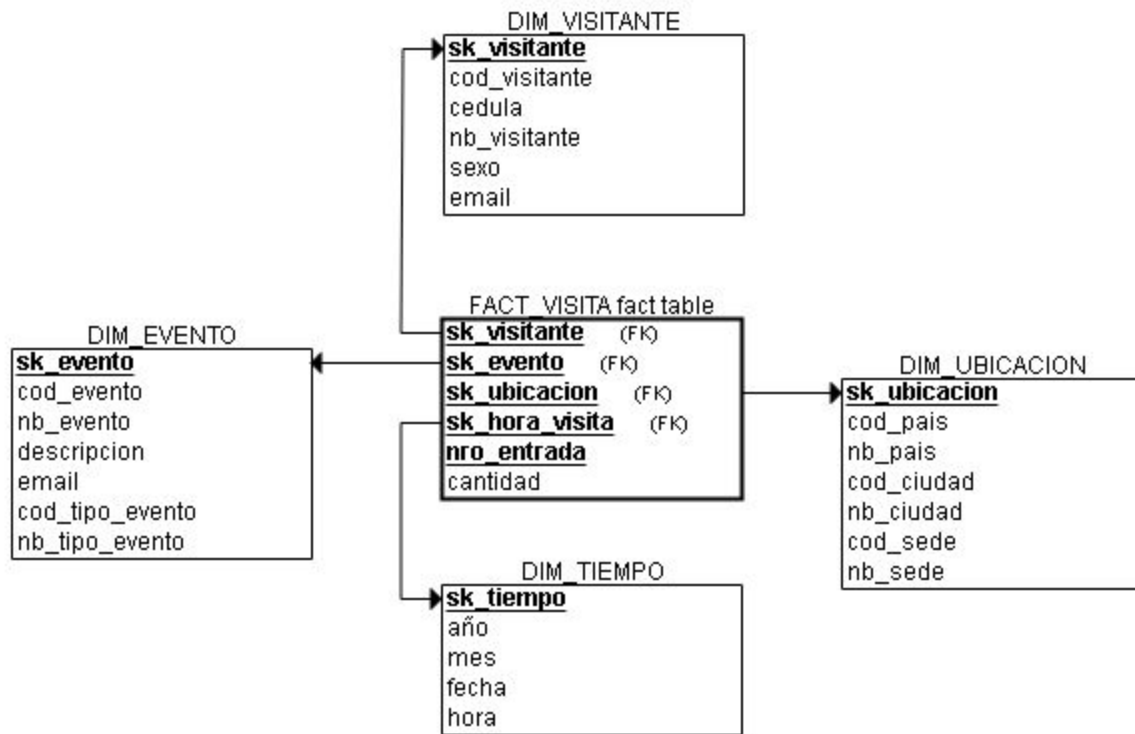 DIM_VISITANTE
sk_visitante
cod_visitante
cedula
nb_visitante
sexo
email
FACT_VISITA fact table
sk_visitante (FK)
sk_evento (FK)
sk_ubicacion (FK)
sk_hora_visita (FK)
nro_entrada
cantidad
DIM_EVENTO
sk_evento
cod_evento
nb_evento
descripcion
email
cod_tipo_evento
nb_tipo_evento
DIM_UBICACION
sk_ubicacion
cod_pais
nb_pais
cod_ciudad
nb_ciudad
cod_sede
nb_sede
DIM_TIEMPO
sk_tiempo
año
mes
fecha
hora